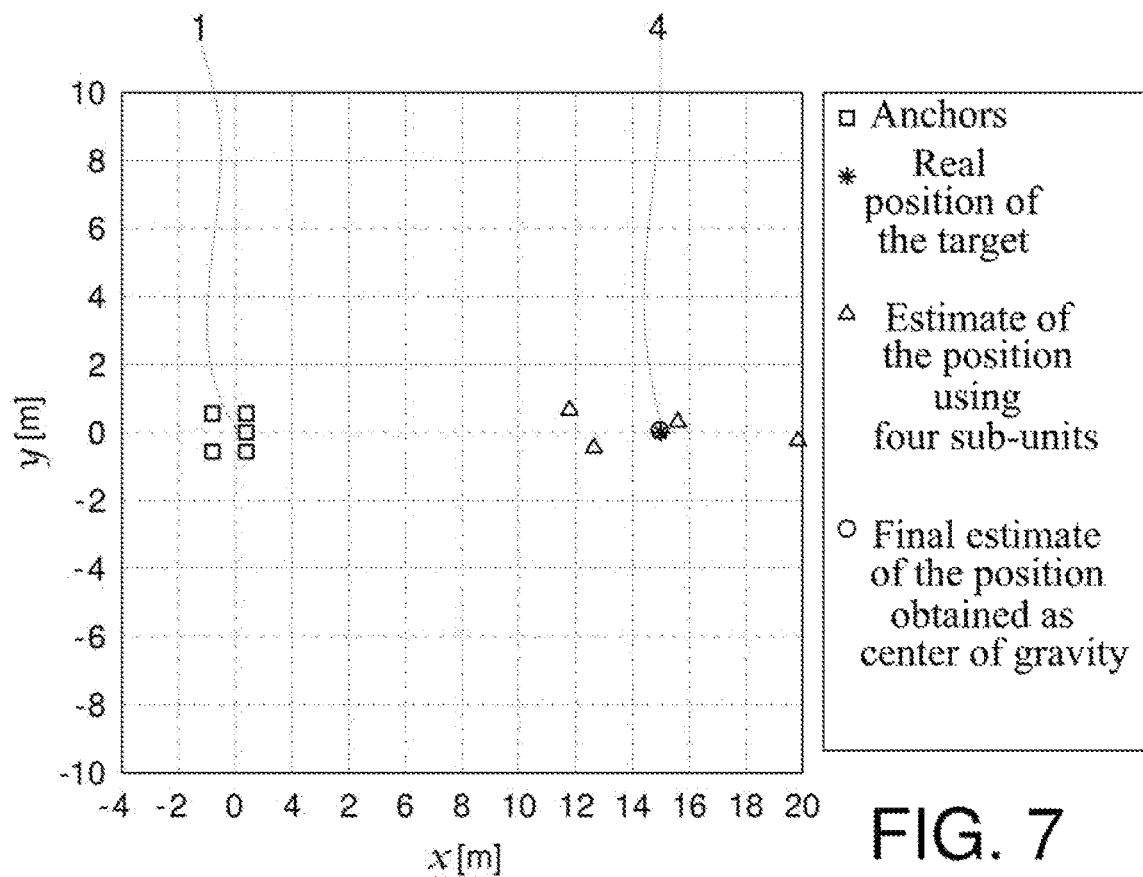 1 4
10
8
6
4
2
0
-2
-4
-6
-8
-10
y [m]
-4 -2 0 4 2 6 8 10 12 14 16 18 20
x [m]
Anchors
Real
position of
the target
Estimate of
the position
using
four sub-units
Final estimate
of the position
obtained as
center of gravity
FIG. 7